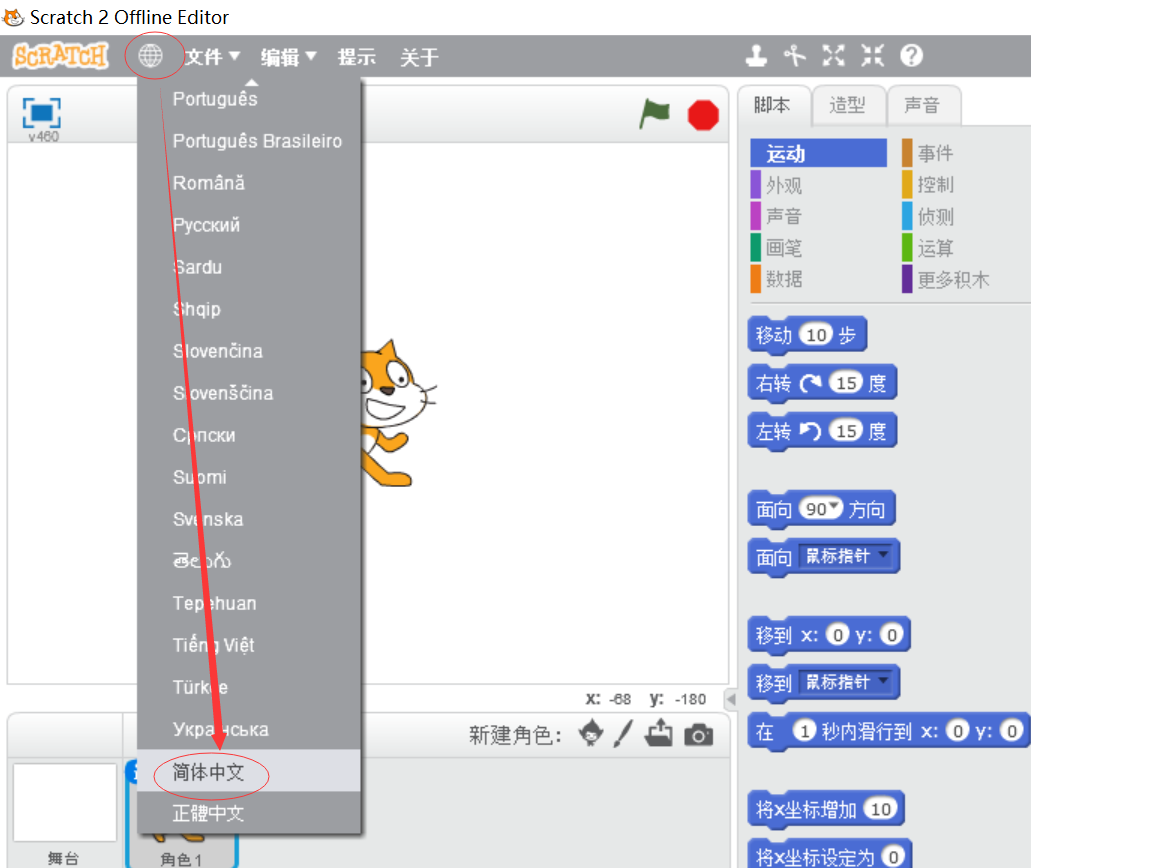 Scratch 2 Offline Editor
SCRATCH 文件 编辑 提示 关于
v460
Português
Português Brasileiro
Română
Русский
Sardu
Shqip
Slovenčina
Slovenščina
Српски
Suomi
Svenska
తెలుగు
Tepehuan
Tiếng Việt
Türkçe
Українська
简体中文
正體中文
x: -68 y: -180
新建角色:
舞台
角色1
脚本 造型 声音
运动 事件
外观 控制
声音 侦测
画笔 运算
数据 更多积木
移动 10 步
右转 15 度
左转 15 度
面向 90 方向
面向 鼠标指针
移到 x: 0 y: 0
移到 鼠标指针
在 1 秒内滑行到 x: 0 y: 0
将x坐标增加 10
将x坐标设定为 0